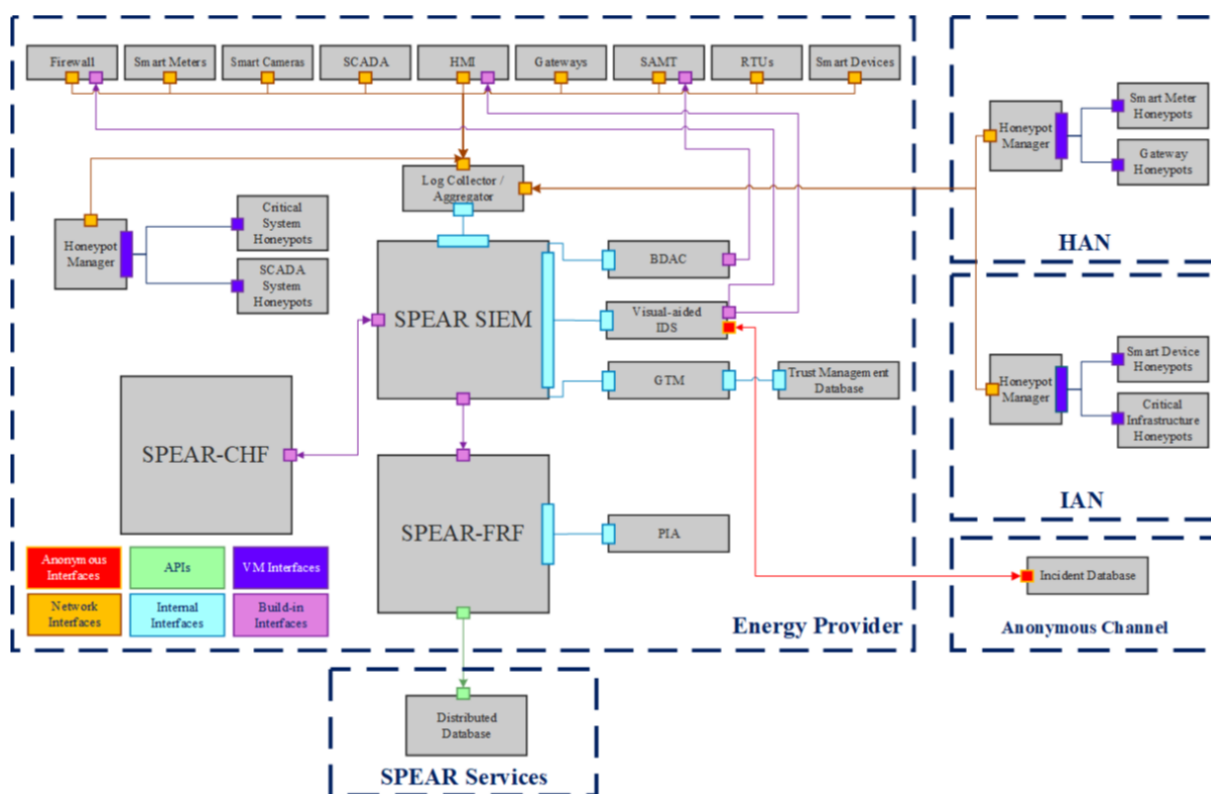 Firewall
Smart Meters
Smart Cameras
SCADA
HMI
Gateways
SAMT
RTUs
Smart Devices
Log Collector /
Aggregator
Honeypot
Manager
Critical
System
Honeypots
SCADA
System
Honeypots
SPEAR SIEM
BDAC
Visual-aided
IDS
GTM
Trust Management
Database
SPEAR-CHF
SPEAR-FRF
PIA
Anonymous
Interfaces
APIs
VM Interfaces
Network
Interfaces
Internal
Interfaces
Build-in
Interfaces
Energy Provider
Distributed
Database
SPEAR Services
Honeypot
Manager
Smart Meter
Honeypots
Gateway
Honeypots
HAN
Honeypot
Manager
Smart Device
Honeypots
Critical
Infrastructure
Honeypots
IAN
Incident Database
Anonymous Channel